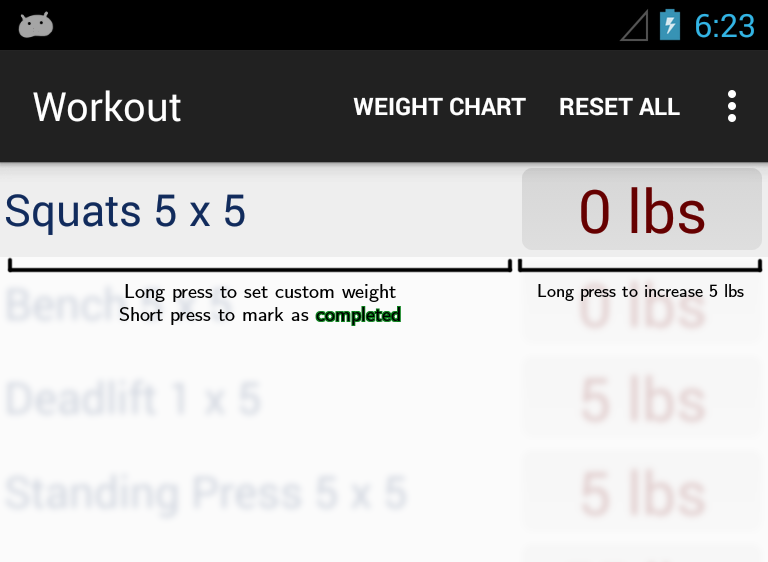 6:23
Workout WEIGHT CHART RESET ALL
Squats 5 x 5 0 lbs
Long press to set custom weight
Short press to mark as completed
Long press to increase 5 lbs
Bench 5 x 5 0 lbs
Deadlift 1 x 5 5 lbs
Standing Press 5 x 5 5 lbs